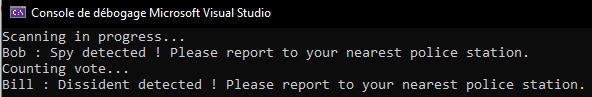 Console de débogage Microsoft Visual Studio
Scanning in progress...
Bob : Spy detected ! Please report to your nearest police station.
Counting vote...
Bill : Dissident detected ! Please report to your nearest police station.